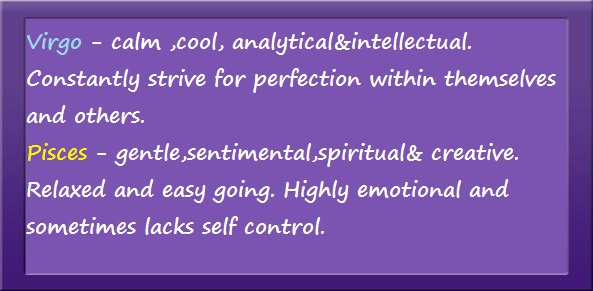 Virgo - calm ,cool, analytical&intellectual.
Constantly strive for perfection within themselves
and others.
Pisces - gentle,sentimental,spiritual& creative.
Relaxed and easy going. Highly emotional and
sometimes lacks self control.